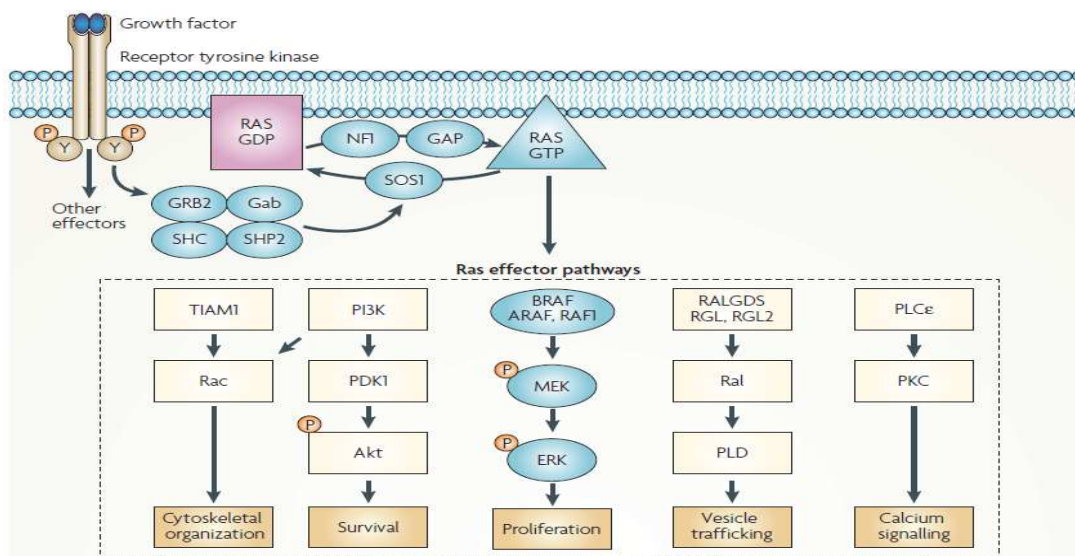 Growth factor
Receptor tyrosine kinase
P
P
Y
Y
Other
effectors
RAS
GDP
NF1
GAP
RAS
GTP
SOS1
GRB2
Gab
SHC
SHP2
Ras effector pathways
TIAM1
PI3K
BRAF
ARAF, RAF1
RALGDS
RGL, RGL2
PLCε
Rac
PDK1
P
MEK
Ral
PKC
P
Akt
P
ERK
PLD
Cytoskeletal
organization
Survival
Proliferation
Vesicle
trafficking
Calcium
signalling